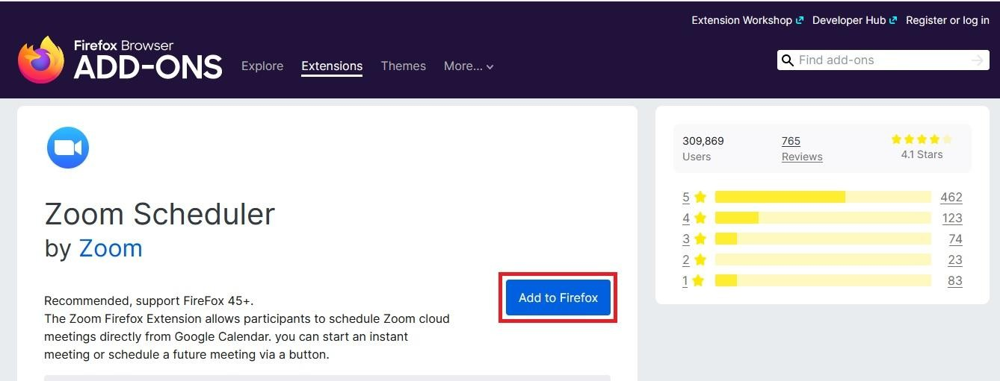 Extension Workshop Developer Hub Register or log in
Firefox Browser
ADD-ONS
Explore Extensions Themes More...
Find add-ons
Zoom Scheduler
by Zoom
Recommended, support FireFox 45+.
The Zoom Firefox Extension allows participants to schedule Zoom cloud
meetings directly from Google Calendar. you can start an instant
meeting or schedule a future meeting via a button.
Add to Firefox
309,869 765
Users Reviews 4.1 Stars
5 462
4 123
3 74
2 23
1 83